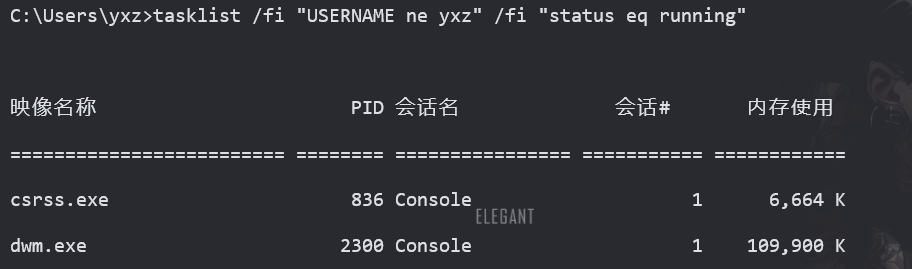 C:\Users\yxz>tasklist /fi "USERNAME ne yxz" /fi "status eq running"
映像名称                       PID 会话名              会话#       内存使用
========================= ======== ================ =========== ============
csrss.exe                      836 Console                    1      6,664 K
ELEGANT
dwm.exe                       2300 Console                    1    109,900 K